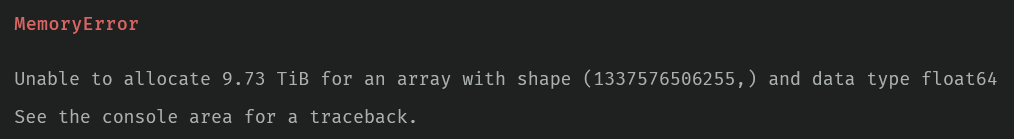 MemoryError
Unable to allocate 9.73 TiB for an array with shape (1337576506255,) and data type float64
See the console area for a traceback.